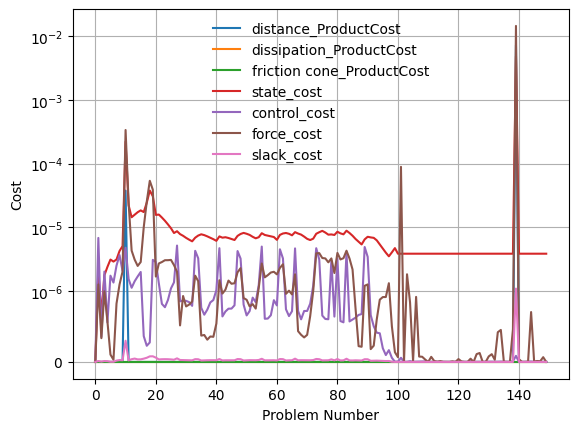 distance_ProductCost
dissipation_ProductCost
friction cone_ProductCost
state_cost
control_cost
force_cost
slack_cost
Cost
10⁻²
10⁻³
10⁻⁴
10⁻⁵
10⁻⁶
0
0 20 40 60 80 100 120 140
Problem Number